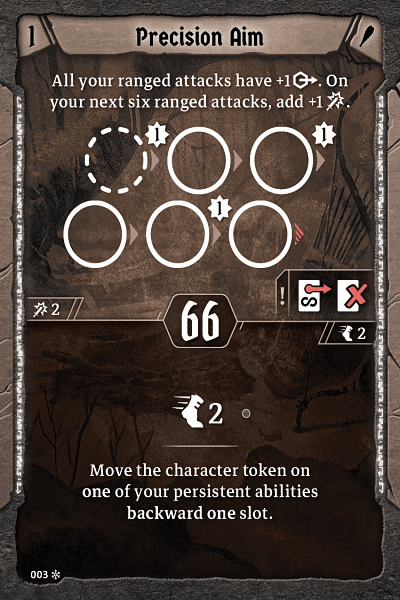 1 Precision Aim
All your ranged attacks have +1. On
your next six ranged attacks, add +1.
1 1
1
! S
2
66
2
2
Move the character token on
one of your persistent abilities
backward one slot.
003